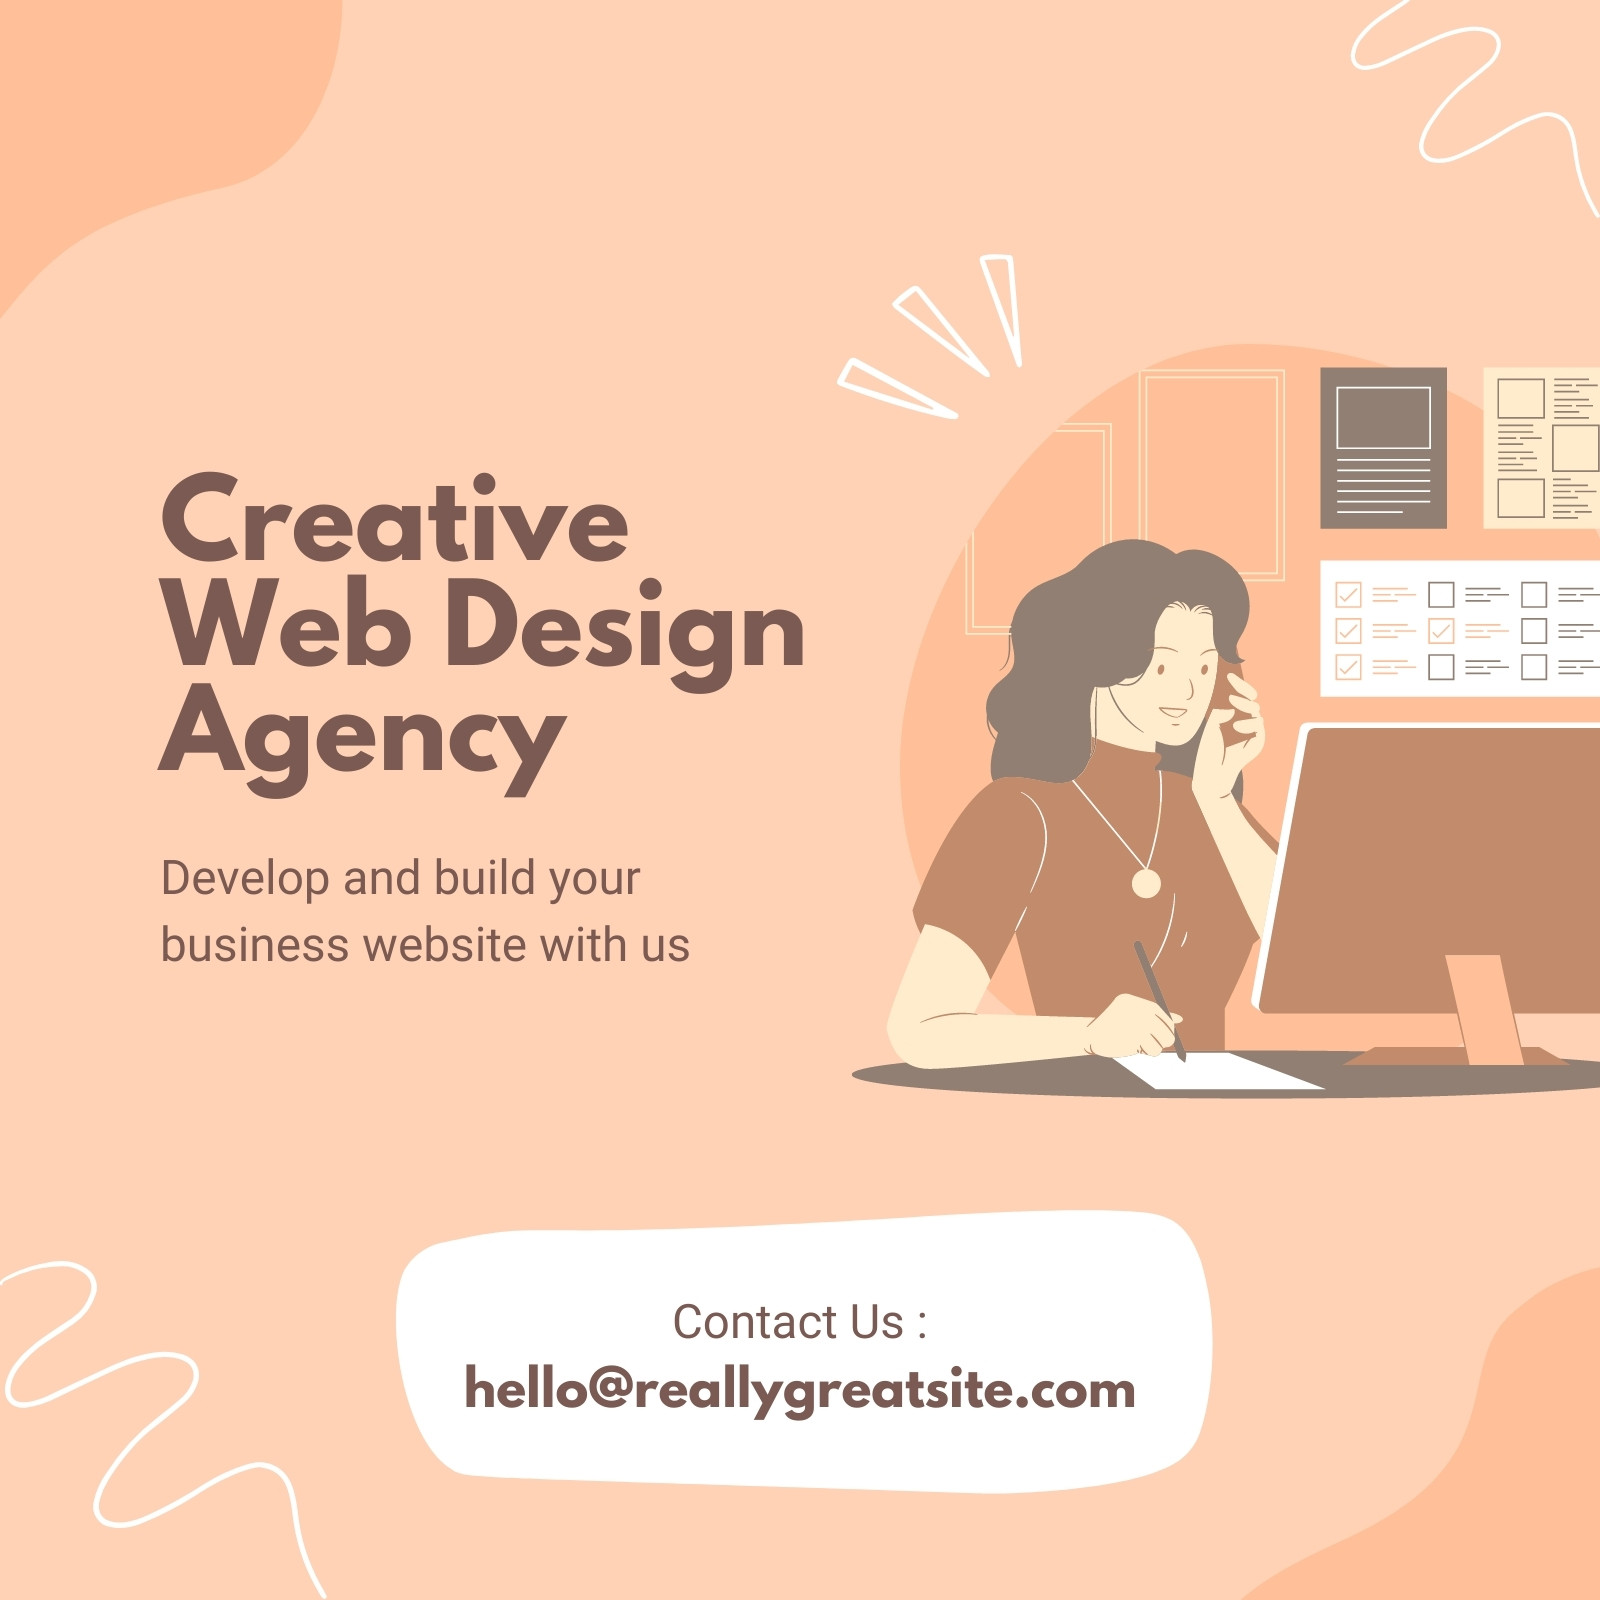 Creative
Web Design
Agency
Develop and build your
business website with us
Contact Us :
hello@reallygreatsite.com